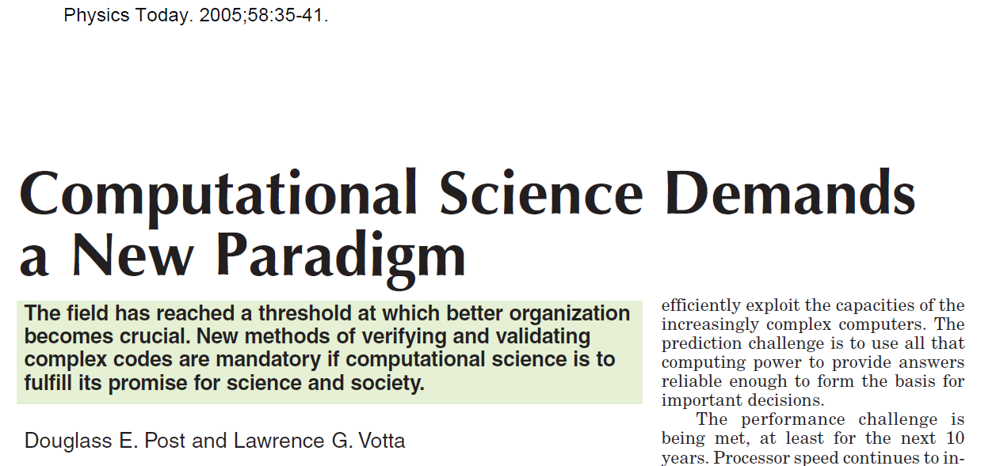 Physics Today. 2005;58:35-41.
Computational Science Demands
a New Paradigm
The field has reached a threshold at which better organization
becomes crucial. New methods of verifying and validating
complex codes are mandatory if computational science is to
fulfill its promise for science and society.
Douglass E. Post and Lawrence G. Votta
efficiently exploit the capacities of the
increasingly complex computers. The
prediction challenge is to use all that
computing power to provide answers
reliable enough to form the basis for
important decisions.
The performance challenge is
being met, at least for the next 10
years. Processor speed continues to in-